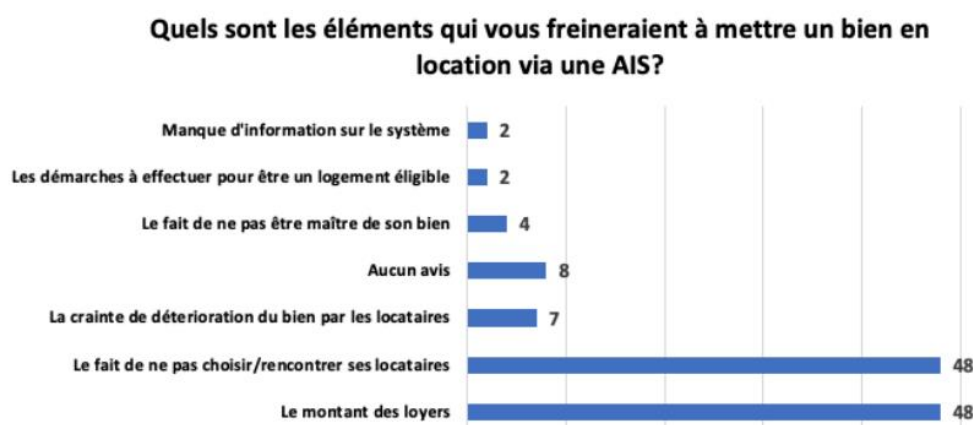 Quels sont les éléments qui vous freineraient à mettre un bien en
location via une AIS?
Manque d'information sur le système 2
Les démarches à effectuer pour être un logement éligible 2
Le fait de ne pas être maître de son bien 4
Aucun avis 8
La crainte de déterioration du bien par les locataires 7
Le fait de ne pas choisir/rencontrer ses locataires 48
Le montant des loyers 48